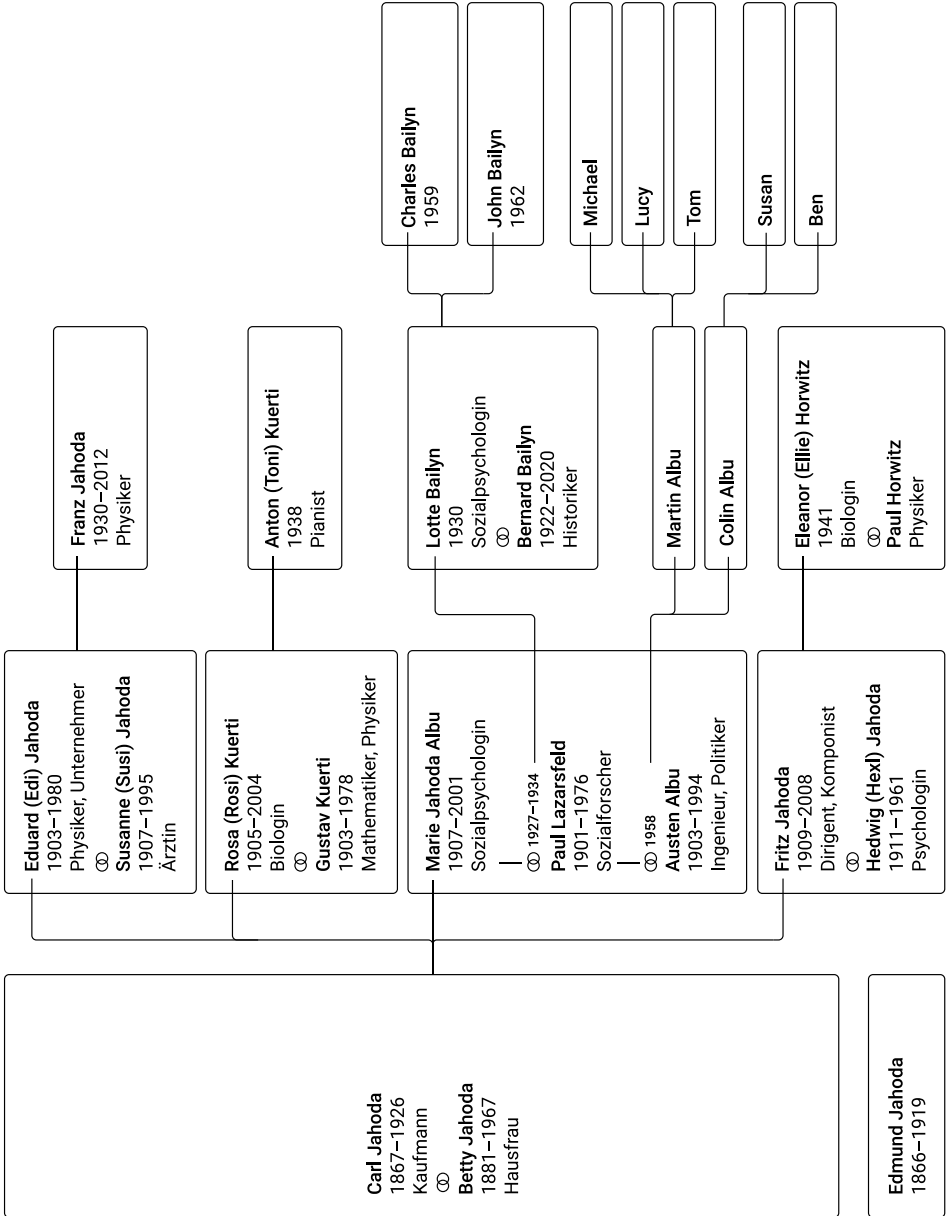 Carl Jahoda
1867–1926
Kaufmann
Betty Jahoda
1881–1967
Hausfrau
Edmund Jahoda
1866–1919
Eduard (Edi) Jahoda
1903–1980
Physiker, Unternehmer
Susanne (Susi) Jahoda
1907–1995
Ärztin
Rosa (Rosi) Kuerti
1905–2004
Biologin
Gustav Kuerti
1903–1978
Mathematiker, Physiker
Marie Jahoda Albu
1907–2001
Sozialpsychologin
1927–1934
Paul Lazarsfeld
1901–1976
Sozialforscher
1958
Austen Albu
1903–1994
Ingenieur, Politiker
Fritz Jahoda
1909–2008
Dirigent, Komponist
Hedwig (Hexl) Jahoda
1911–1961
Psychologin
Franz Jahoda
1930–2012
Physiker
Anton (Toni) Kuerti
1938
Pianist
Lotte Bailyn
1930
Sozialpsychologin
Bernard Bailyn
1922–2020
Historiker
Martin Albu
Colin Albu
Eleanor (Ellie) Horwitz
1941
Biologin
Paul Horwitz
Physiker
Charles Bailyn
1959
John Bailyn
1962
Michael
Lucy
Tom
Susan
Ben